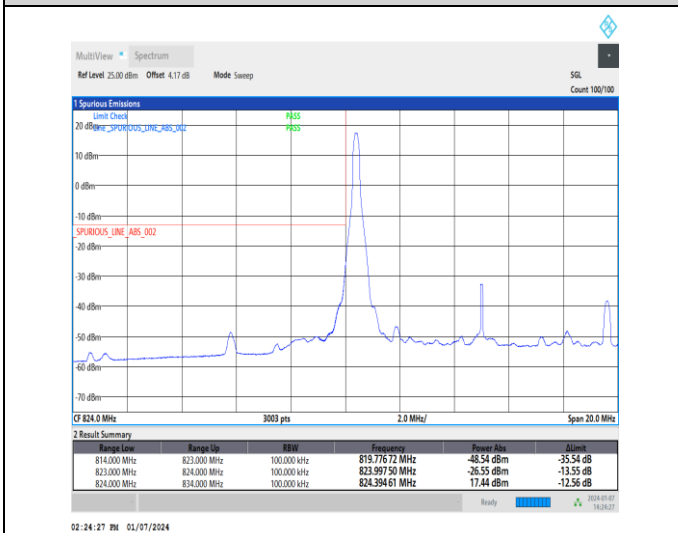 MultiView Spectrum
Ref Level 25.00 dBm Offset 4.17 dB Mode Sweep SGL
Count 100/100
1 Spurious Emissions
Limit Check PASS
20 dBm Line _SPURIOUS_LINE_ABS_002 PASS
10 dBm
0 dBm
-10 dBm
_SPURIOUS_LINE_ABS_002
-20 dBm
-30 dBm
-40 dBm
-50 dBm
-60 dBm
-70 dBm
CF 824.0 MHz 3003 pts 2.0 MHz/ Span 20.0 MHz
2 Result Summary
Range Low Range Up RBW Frequency Power Abs ΔLimit
814.000 MHz 823.000 MHz 100.000 kHz 819.776 72 MHz -48.54 dBm -35.54 dB
823.000 MHz 824.000 MHz 100.000 kHz 823.997 50 MHz -26.55 dBm -13.55 dB
824.000 MHz 834.000 MHz 100.000 kHz 824.394 61 MHz 17.44 dBm -12.56 dB
Ready 2024-01-07
14:24:27
02:24:27 PM 01/07/2024